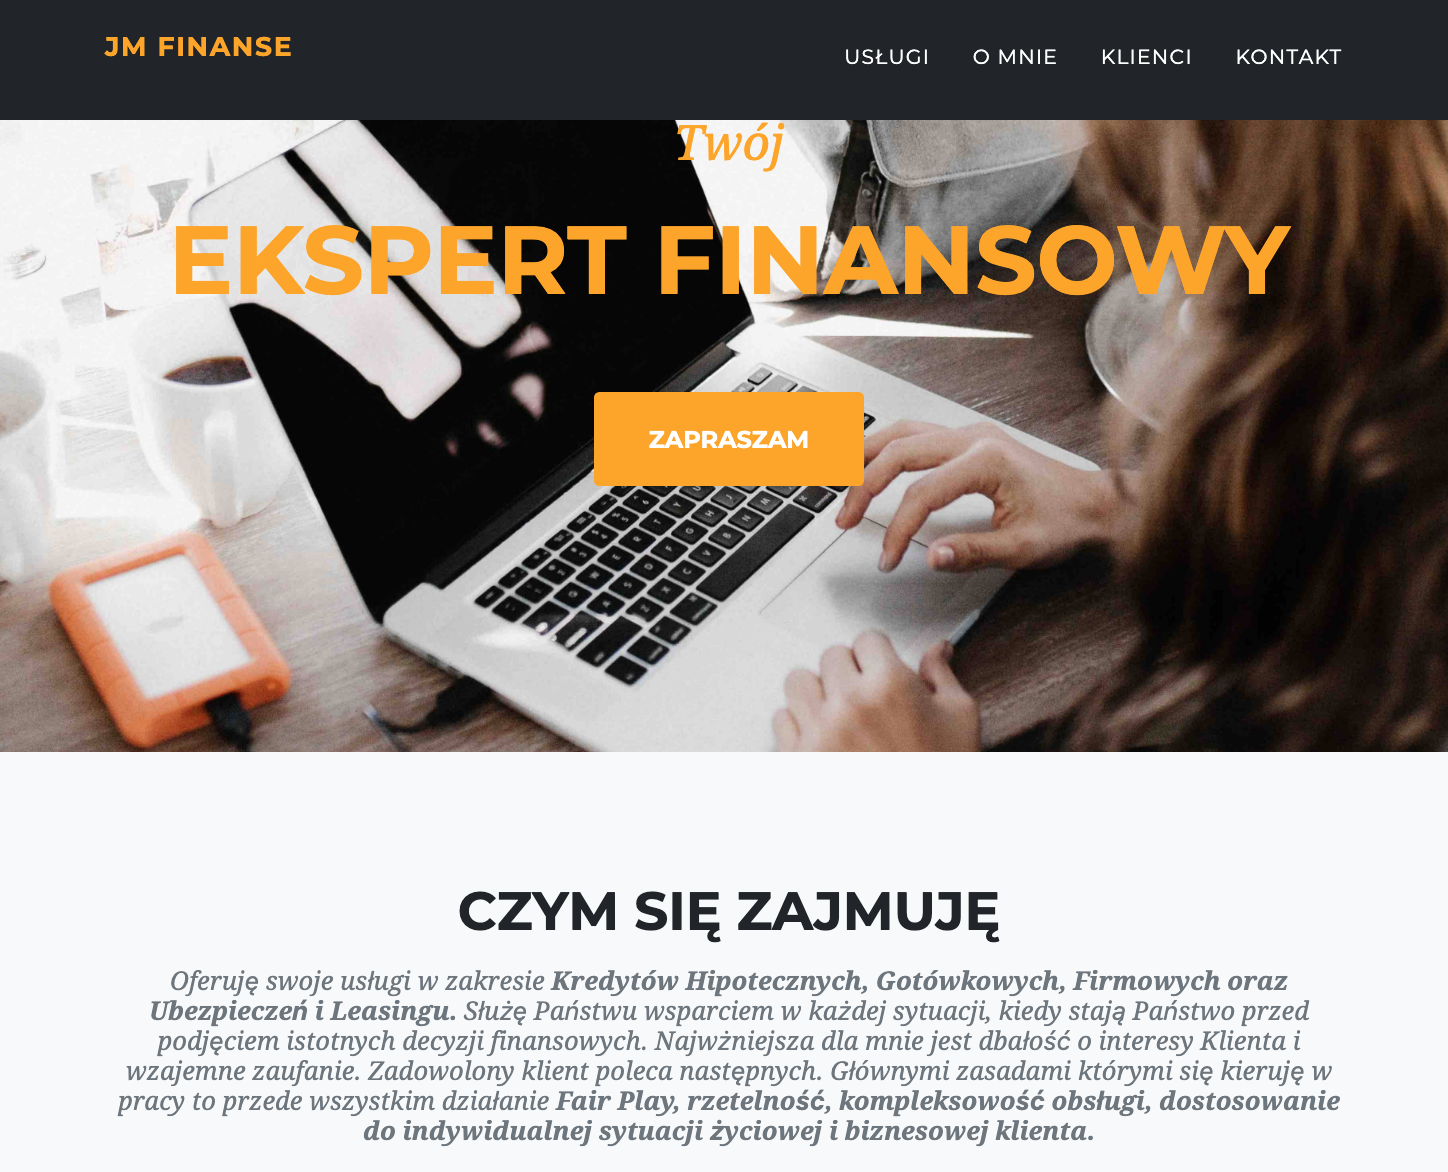 JM FINANSE
USŁUGI O MNIE KLIENCI KONTAKT
Twój
EKSPERT FINANSOWY
ZAPRASZAM
CZYM SIĘ ZAJMUJĘ
Oferuję swoje usługi w zakresie Kredytów Hipotecznych, Gotówkowych, Firmowych oraz
Ubezpieczeń i Leasingu. Służę Państwu wsparciem w każdej sytuacji, kiedy stają Państwo przed
podjęciem istotnych decyzji finansowych. Najwżniejsza dla mnie jest dbałość o interesy Klienta i
wzajemne zaufanie. Zadowolony klient poleca następnych. Głównymi zasadami którymi się kieruję w
pracy to przede wszystkim działanie Fair Play, rzetelność, kompleksowość obsługi, dostosowanie
do indywidualnej sytuacji życiowej i biznesowej klienta.